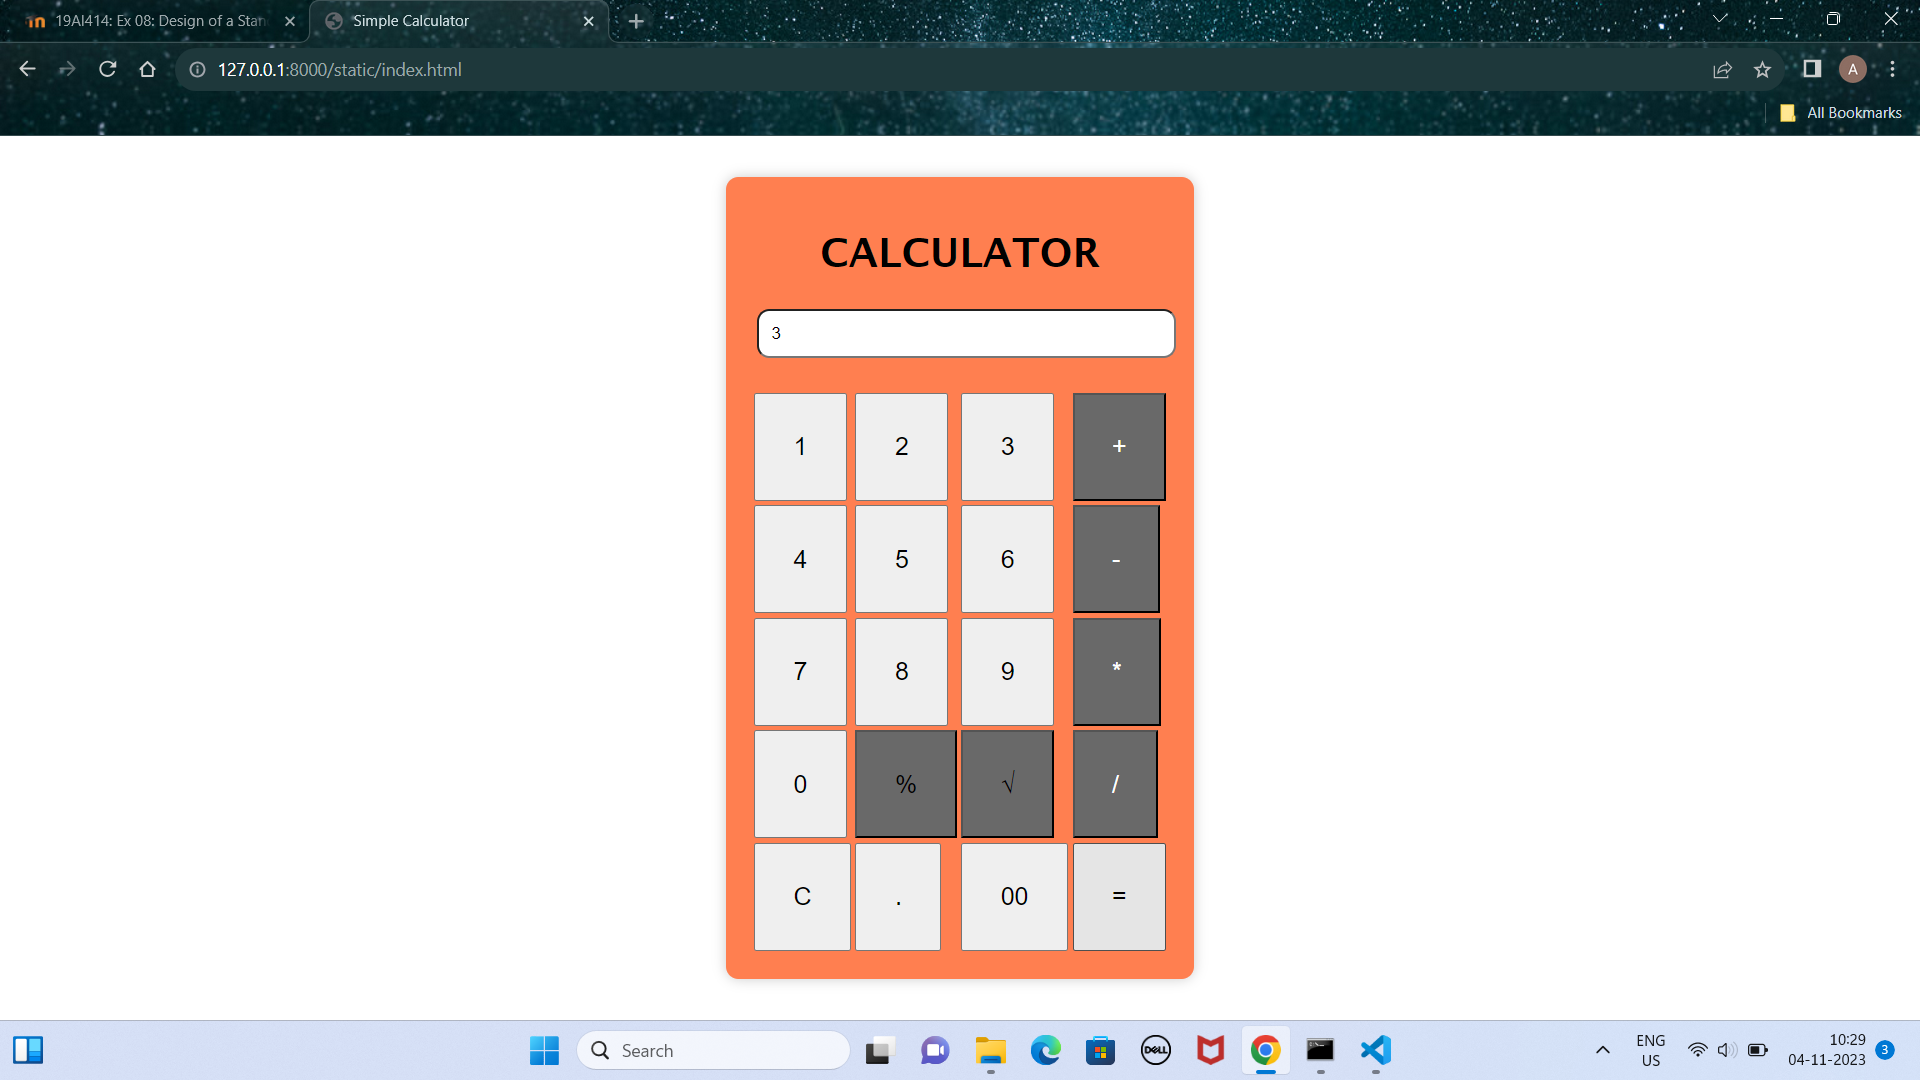 19AI414: Ex 08: Design of a Stan
Simple Calculator
127.0.0.1:8000/static/index.html
A
All Bookmarks
CALCULATOR
3
1 2 3 +
4 5 6 -
7 8 9 *
0 % √ /
C . 00 =
Search
DELL
ENG
US
10:29
04-11-2023
3